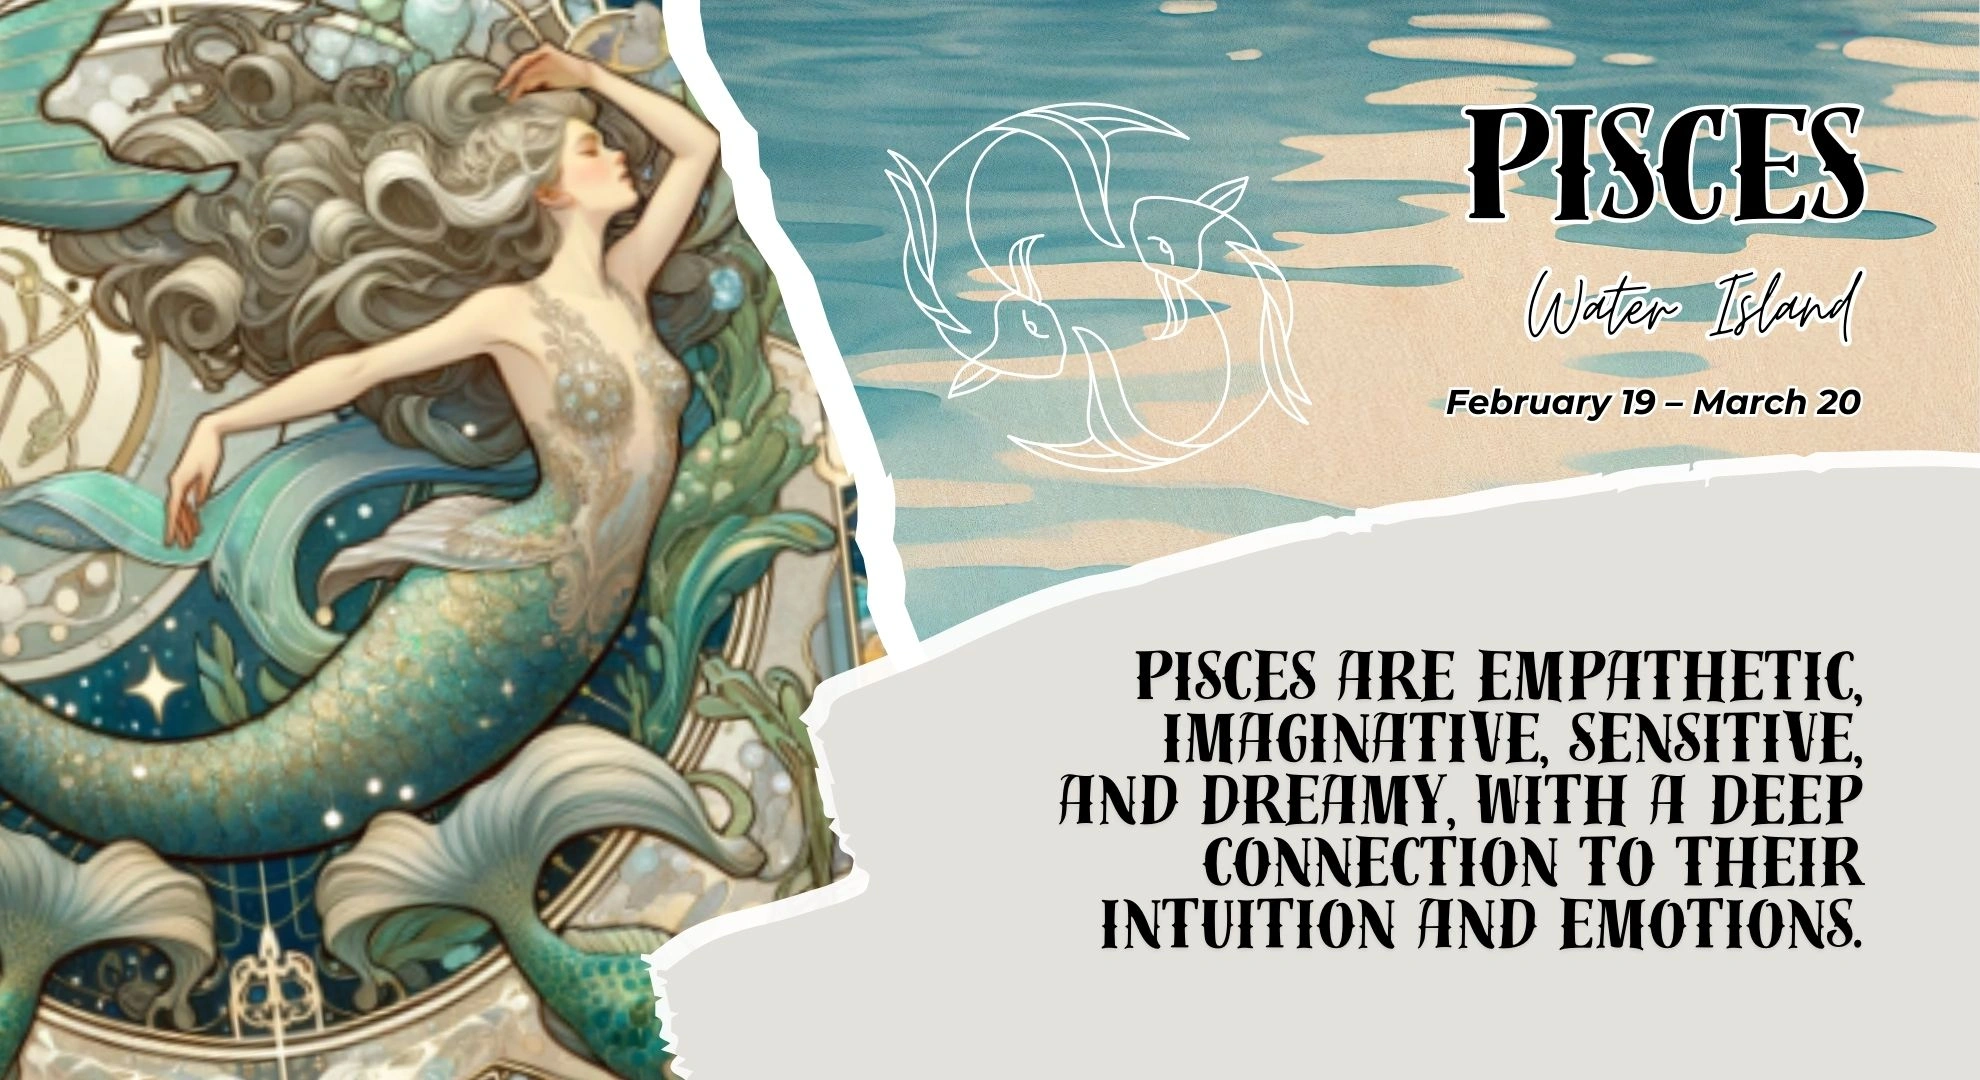 PISCES
Water Island
February 19 – March 20
PISCES ARE EMPATHETIC,
IMAGINATIVE, SENSITIVE,
AND DREAMY, WITH A DEEP
CONNECTION TO THEIR
INTUITION AND EMOTIONS.